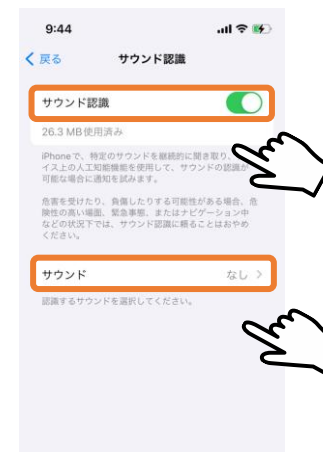 9:44
戻る
サウンド認識
サウンド認識
26.3 MB使用済み
iPhoneで、特定のサウンドを継続的に聞き取り、
イス上の人工知能機能を使用して、サウンドの認識が
可能な場合に通知を試みます。
危害を受けたり、負傷したりする可能性がある場合、危
険性の高い場面、緊急事態、またはナビゲーション中
などの状況下では、サウンド認識に頼ることはおやめ
ください。
サウンド
なし
認識するサウンドを選択してください。